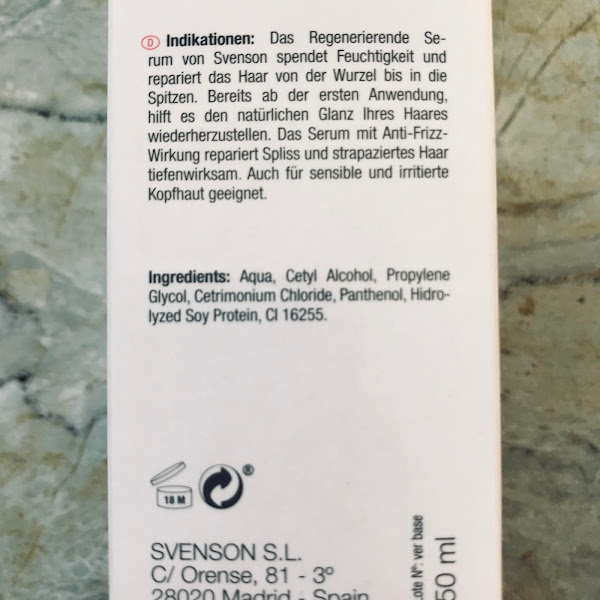 D Indikationen: Das Regenerierende Se-
rum von Svenson spendet Feuchtigkeit und
repariert das Haar von der Wurzel bis in die
Spitzen. Bereits ab der ersten Anwendung,
hilft es den natürlichen Glanz Ihres Haares
wiederherzustellen. Das Serum mit Anti-Frizz-
Wirkung repariert Spliss und strapaziertes Haar
tiefenwirksam. Auch für sensible und irritierte
Kopfhaut geeignet.
Ingredients: Aqua, Cetyl Alcohol, Propylene
Glycol, Cetrimonium Chloride, Panthenol, Hidro-
lyzed Soy Protein, CI 16255.
18 M
®
SVENSON S.L.
C/ Orense, 81 - 3º
28020 Madrid - Spain
Lote Nº: ver base
50 ml